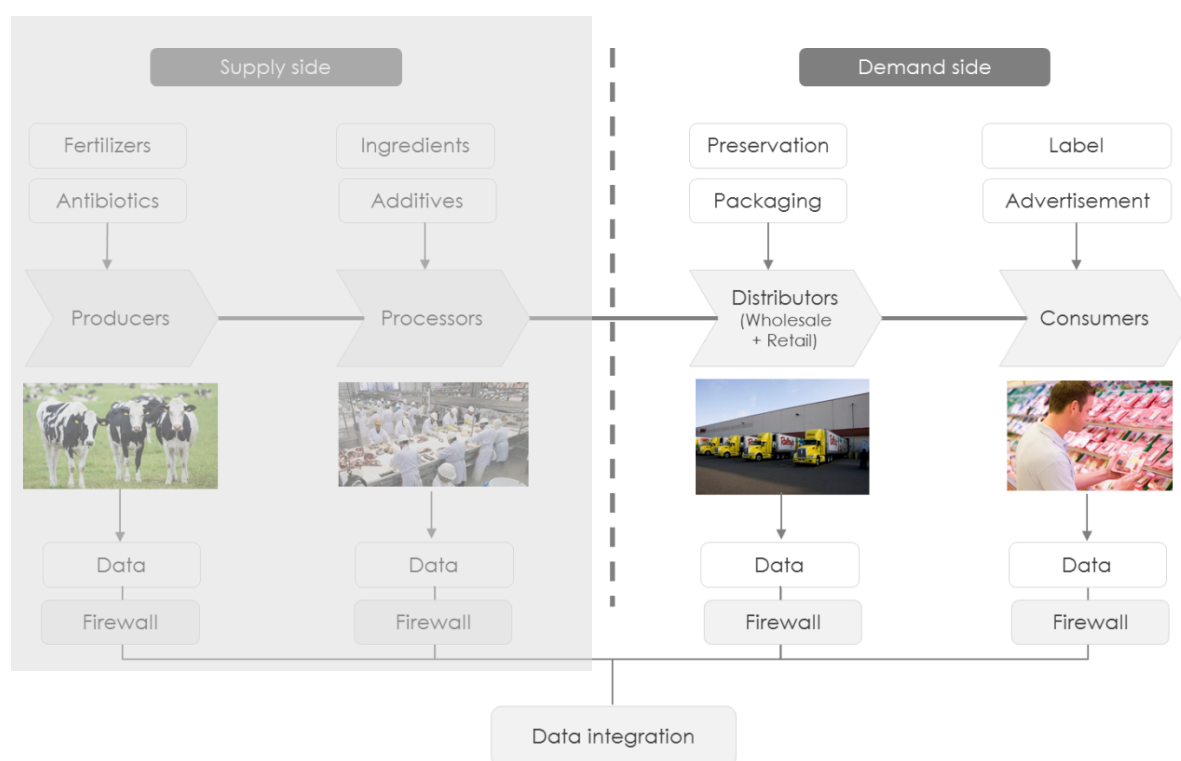 Supply side
Demand side
Fertilizers
Ingredients
Preservation
Label
Antibiotics
Additives
Packaging
Advertisement
Producers
Processors
Distributors
(Wholesale
+ Retail)
Consumers
Data
Data
Data
Data
Firewall
Firewall
Firewall
Firewall
Data integration